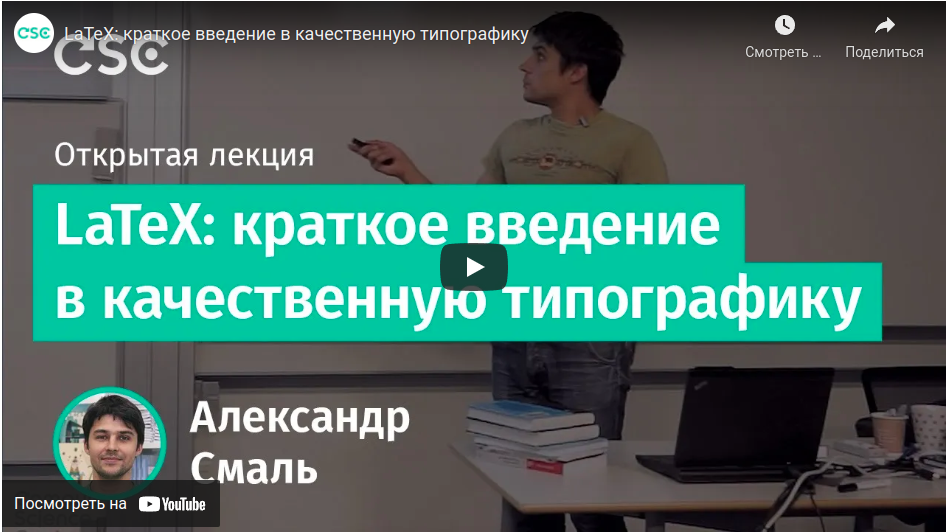 CSC LaTeX: краткое введение в качественную типографику
Смотреть ...
Поделиться
CSC
Открытая лекция
LaTeX: краткое введение
в качественную типографику
Александр
Смаль
Посмотреть на YouTube